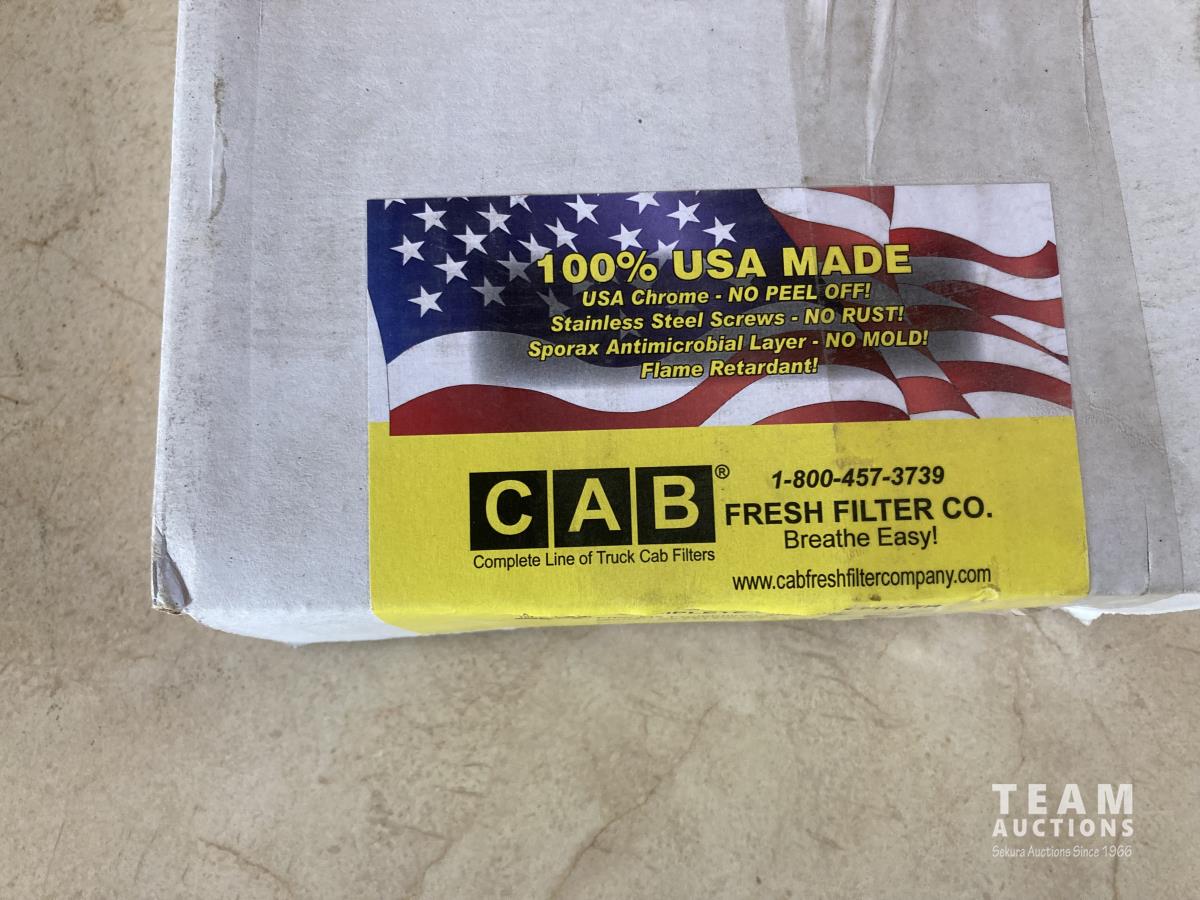 100% USA MADE
USA Chrome - NO PEEL OFF!
Stainless Steel Screws - NO RUST!
Sporax Antimicrobial Layer - NO MOLD!
Flame Retardant!
CAB®
Complete Line of Truck Cab Filters
1-800-457-3739
FRESH FILTER CO.
Breathe Easy!
www.cabfreshfiltercompany.com
TEAM
AUCTIONS
Sekura Auctions Since 1966